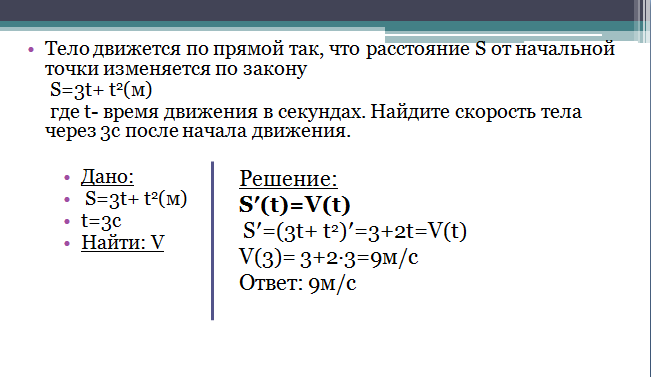 • Тело движется по прямой так, что расстояние S от начальной
точки изменяется по закону
S=3t+ t²(м)
где t- время движения в секундах. Найдите скорость тела
через 3с после начала движения.
• Дано:
• S=3t+ t²(м)
• t=3с
• Найти: V
Решение:
S′(t)=V(t)
S′=(3t+ t²)′=3+2t=V(t)
V(3)= 3+2·3=9м/с
Ответ: 9м/с